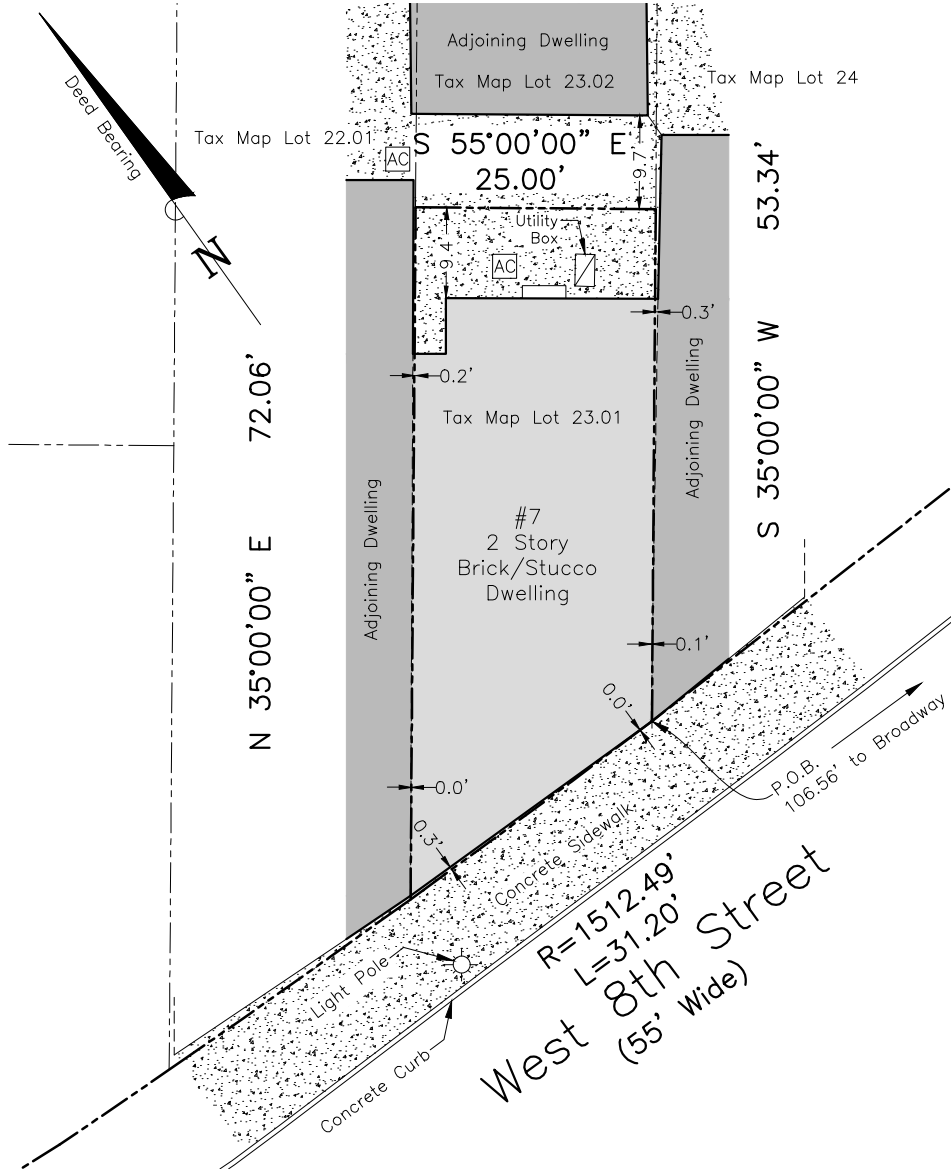 Adjoining Dwelling
Tax Map Lot 23.02
Tax Map Lot 24
Deed Bearing
Tax Map Lot 22.01
AC
S 55°00'00" E
25.00'
9.7'
53.34'
S 35°00'00" W
N
Utility
Box
9.4
AC
0.3'
72.06'
N 35°00'00" E
0.2'
Tax Map Lot 23.01
Adjoining Dwelling
Adjoining Dwelling
#7
2 Story
Brick/Stucco
Dwelling
0.1'
0.0'
0.0'
0.3'
P.O.B.
106.56' to Broadway
Concrete Sidewalk
R=1512.49'
L=31.20'
West 8th Street
(55' Wide)
Light Pole
Concrete Curb